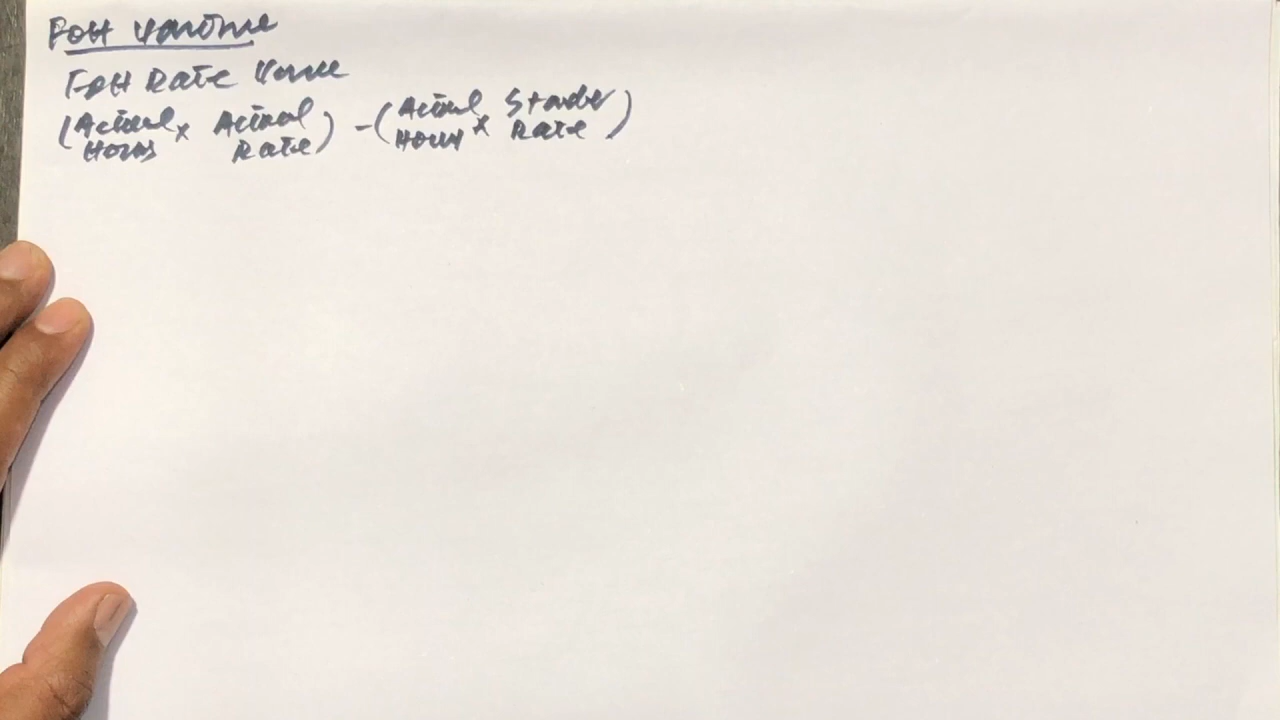 FOH Variance
FOH Rate Variance
(Actual Hours × Actual Rate) - (Actual Hours × Standard Rate)